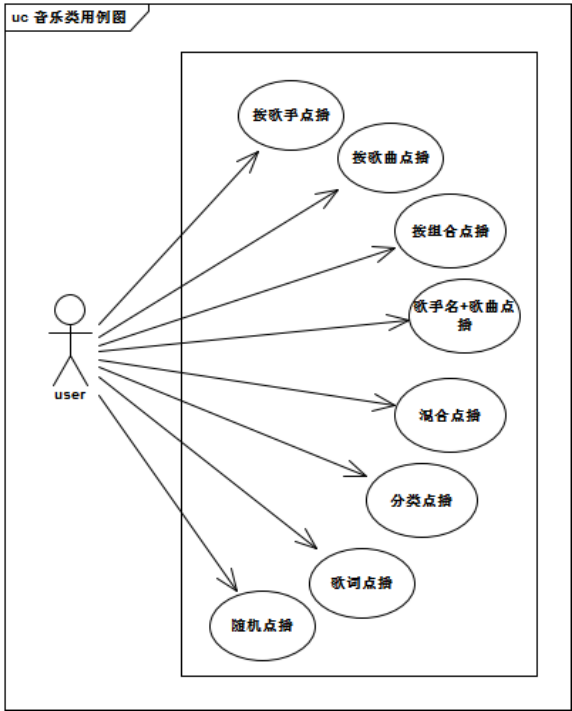 uc 音乐类用例图
按歌手点播
按歌曲点播
按组合点播
歌手名+歌曲点
播
user
混合点播
分类点播
歌词点播
随机点播